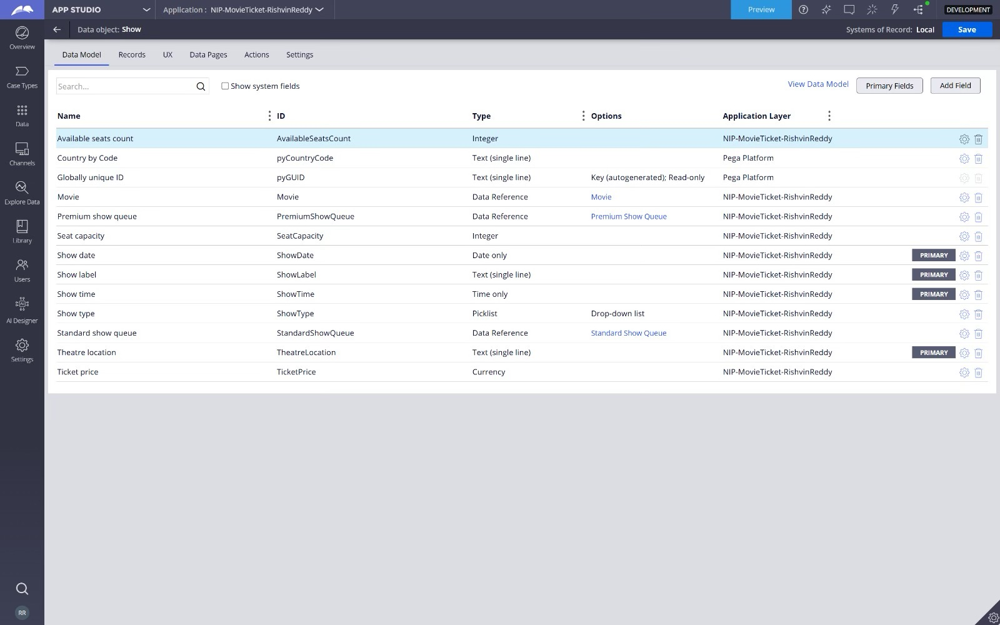 APP STUDIO Application : NIP-MovieTicket-RishvinReddy Preview DEVELOPMENT
Data object: Show Systems of Record: Local Save
Overview
Case Types
Data
Channels
Explore Data
Library
Users
AI
AI Designer
Settings
RR
Data Model Records UX Data Pages Actions Settings
Search... Show system fields View Data Model Primary Fields Add Field
Name ID Type Options Application Layer
Available seats count AvailableSeatsCount Integer NIP-MovieTicket-RishvinReddy
Country by Code pyCountryCode Text (single line) Pega Platform
Globally unique ID pyGUID Text (single line) Key (autogenerated); Read-only Pega Platform
Movie Movie Data Reference Movie NIP-MovieTicket-RishvinReddy
Premium show queue PremiumShowQueue Data Reference Premium Show Queue NIP-MovieTicket-RishvinReddy
Seat capacity SeatCapacity Integer NIP-MovieTicket-RishvinReddy
Show date ShowDate Date only NIP-MovieTicket-RishvinReddy PRIMARY
Show label ShowLabel Text (single line) NIP-MovieTicket-RishvinReddy PRIMARY
Show time ShowTime Time only NIP-MovieTicket-RishvinReddy PRIMARY
Show type ShowType Picklist Drop-down list NIP-MovieTicket-RishvinReddy
Standard show queue StandardShowQueue Data Reference Standard Show Queue NIP-MovieTicket-RishvinReddy
Theatre location TheatreLocation Text (single line) NIP-MovieTicket-RishvinReddy PRIMARY
Ticket price TicketPrice Currency NIP-MovieTicket-RishvinReddy